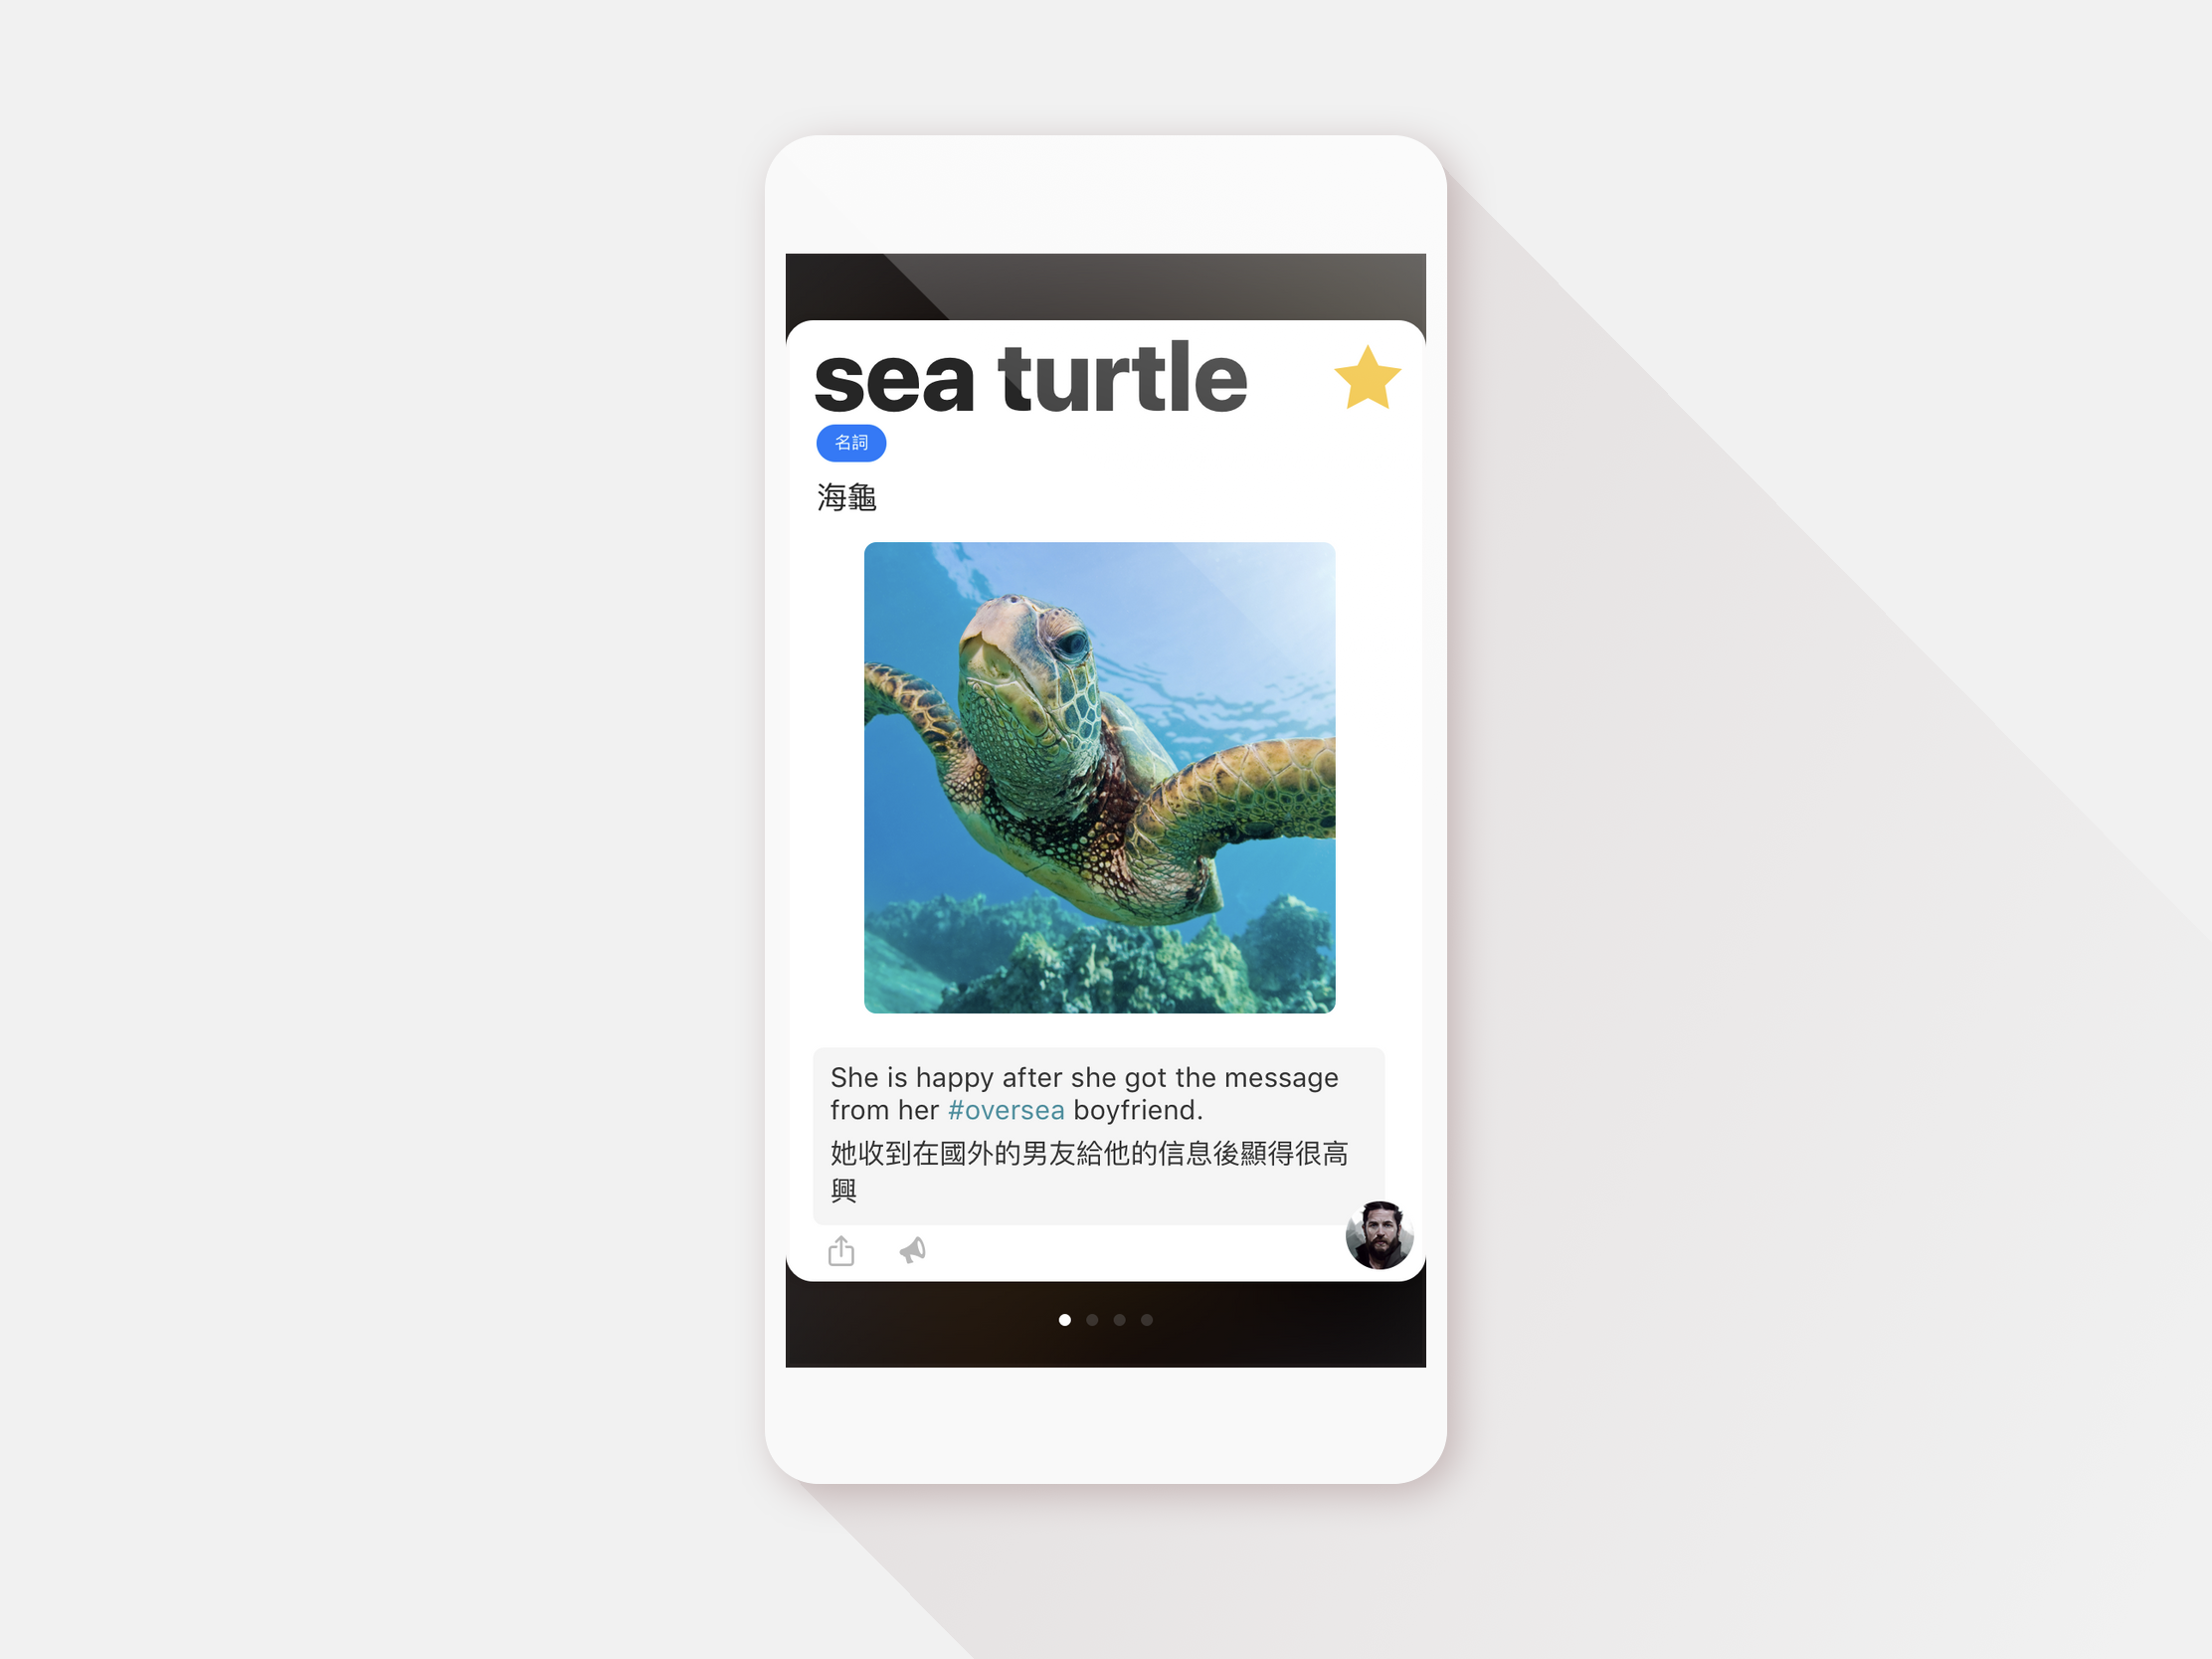 sea turtle
名詞
海龜
She is happy after she got the message
from her #oversea boyfriend.
她收到在國外的男友給他的信息後顯得很高
興